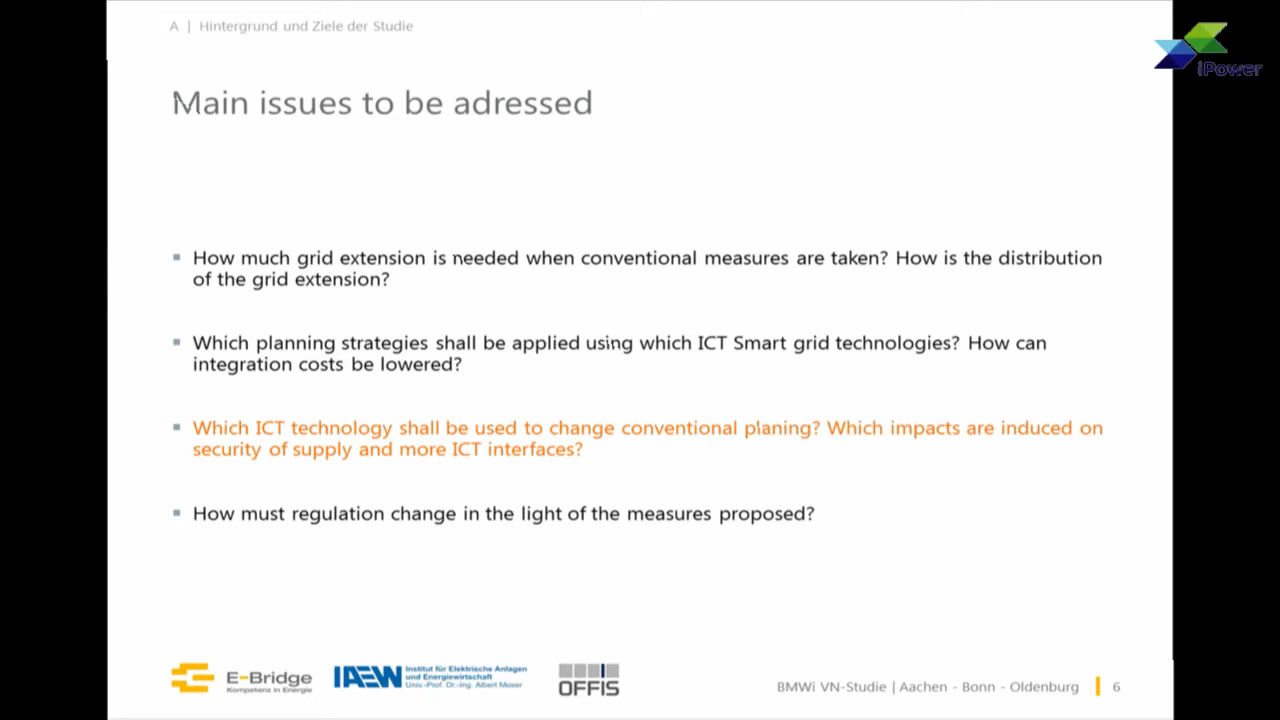 A | Hintergrund und Ziele der Studie
iPower
Main issues to be adressed
How much grid extension is needed when conventional measures are taken? How is the distribution
of the grid extension?
Which planning strategies shall be applied using which ICT Smart grid technologies? How can
integration costs be lowered?
Which ICT technology shall be used to change conventional planing? Which impacts are induced on
security of supply and more ICT interfaces?
How must regulation change in the light of the measures proposed?
E-Bridge
Kompetenz in Energie
IAEW
Institut für Elektrische Anlagen
und Energiewirtschaft
Univ.-Prof. Dr.-Ing. Albert Moser
OFFIS
BMWi VN-Studie | Aachen - Bonn - Oldenburg
6